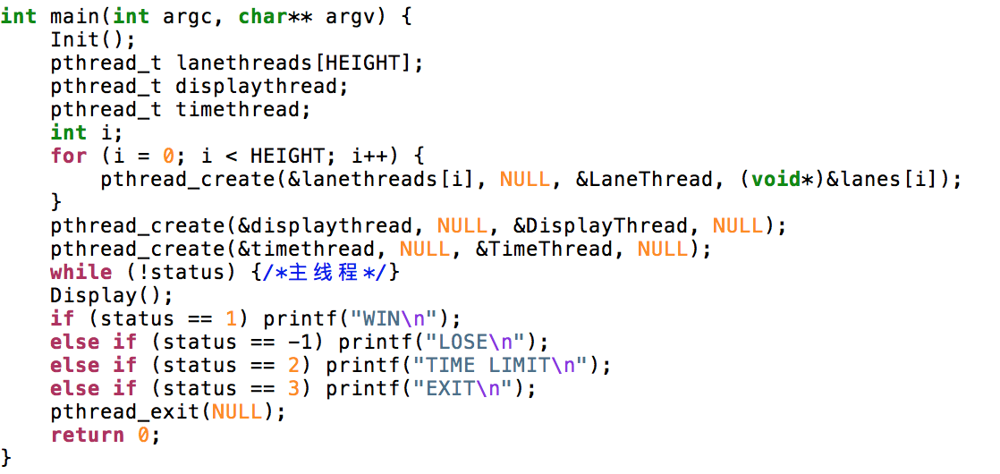 int main(int argc, char** argv) {
    Init();
    pthread_t lanethreads[HEIGHT];
    pthread_t displaythread;
    pthread_t timethread;
    int i;
    for (i = 0; i < HEIGHT; i++) {
        pthread_create(&lanethreads[i], NULL, &LaneThread, (void*)&lanes[i]);
    }
    pthread_create(&displaythread, NULL, &DisplayThread, NULL);
    pthread_create(&timethread, NULL, &TimeThread, NULL);
    while (!status) {/*主线程*/}
    Display();
    if (status == 1) printf("WIN\n");
    else if (status == -1) printf("LOSE\n");
    else if (status == 2) printf("TIME LIMIT\n");
    else if (status == 3) printf("EXIT\n");
    pthread_exit(NULL);
    return 0;
}